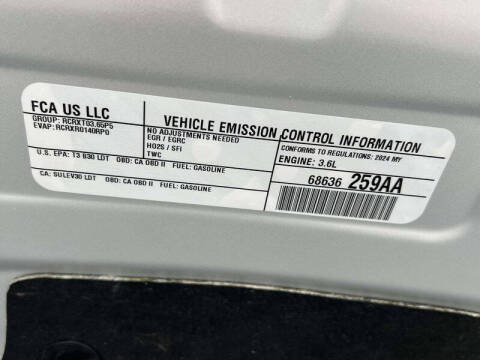 FCA US LLC
GROUP: RCRXT03.65P5
EVAP: RCRXR0140RP0
VEHICLE EMISSION CONTROL INFORMATION
NO ADJUSTMENTS NEEDED
EGR / EGRC
HO2S / SFI
TWC
CONFORMS TO REGULATIONS: 2024 MY
ENGINE: 3.6L
U.S. EPA: T3 B30 LDT OBD: CA OBD II FUEL: GASOLINE
CA: SULEV30 LDT OBD: CA OBD II FUEL: GASOLINE
68636 259AA